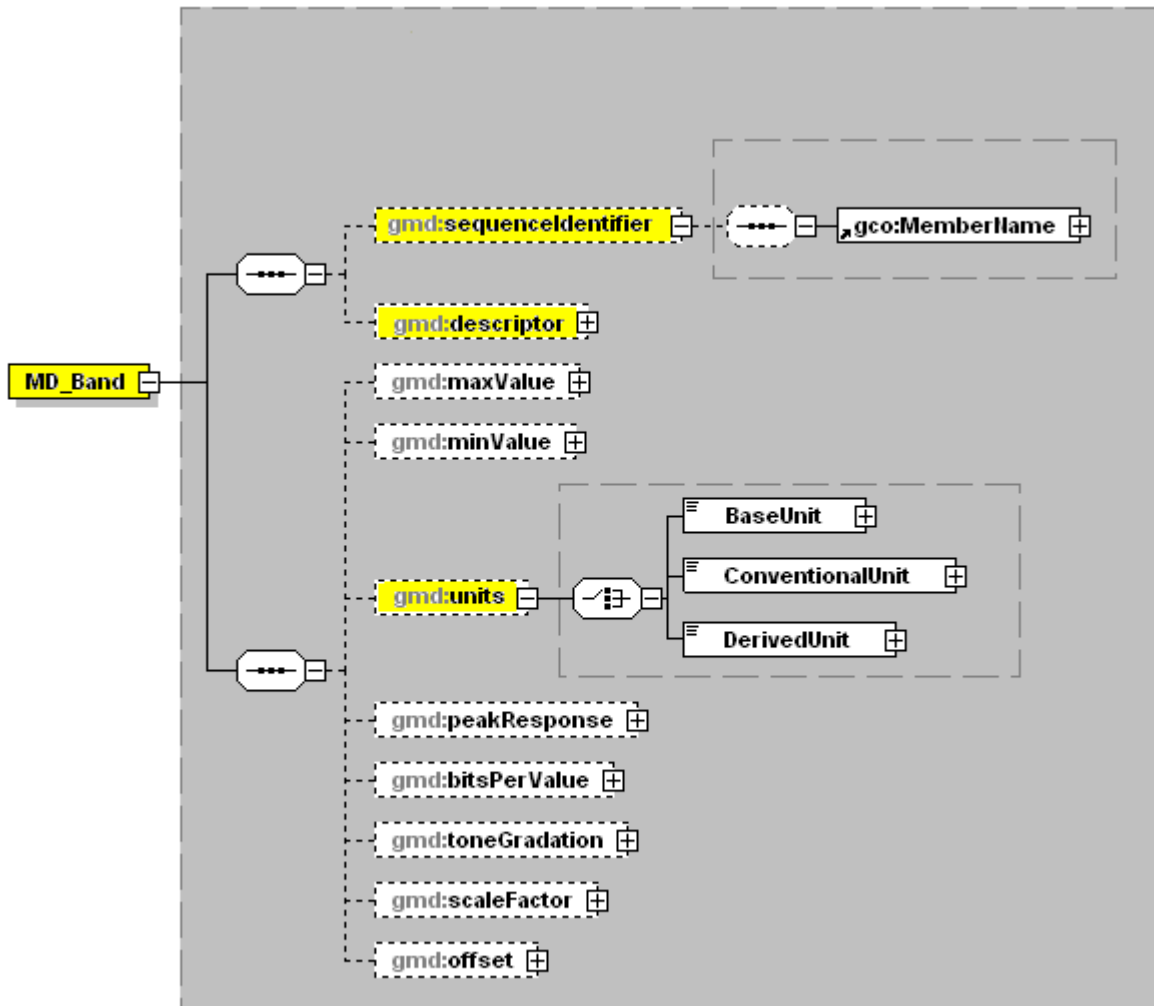 gmd:sequenceIdentifier
gco:MemberName
gmd:descriptor
MD_Band
gmd:maxValue
gmd:minValue
BaseUnit
ConventionalUnit
gmd:units
DerivedUnit
gmd:peakResponse
gmd:bitsPerValue
gmd:toneGradation
gmd:scaleFactor
gmd:offset